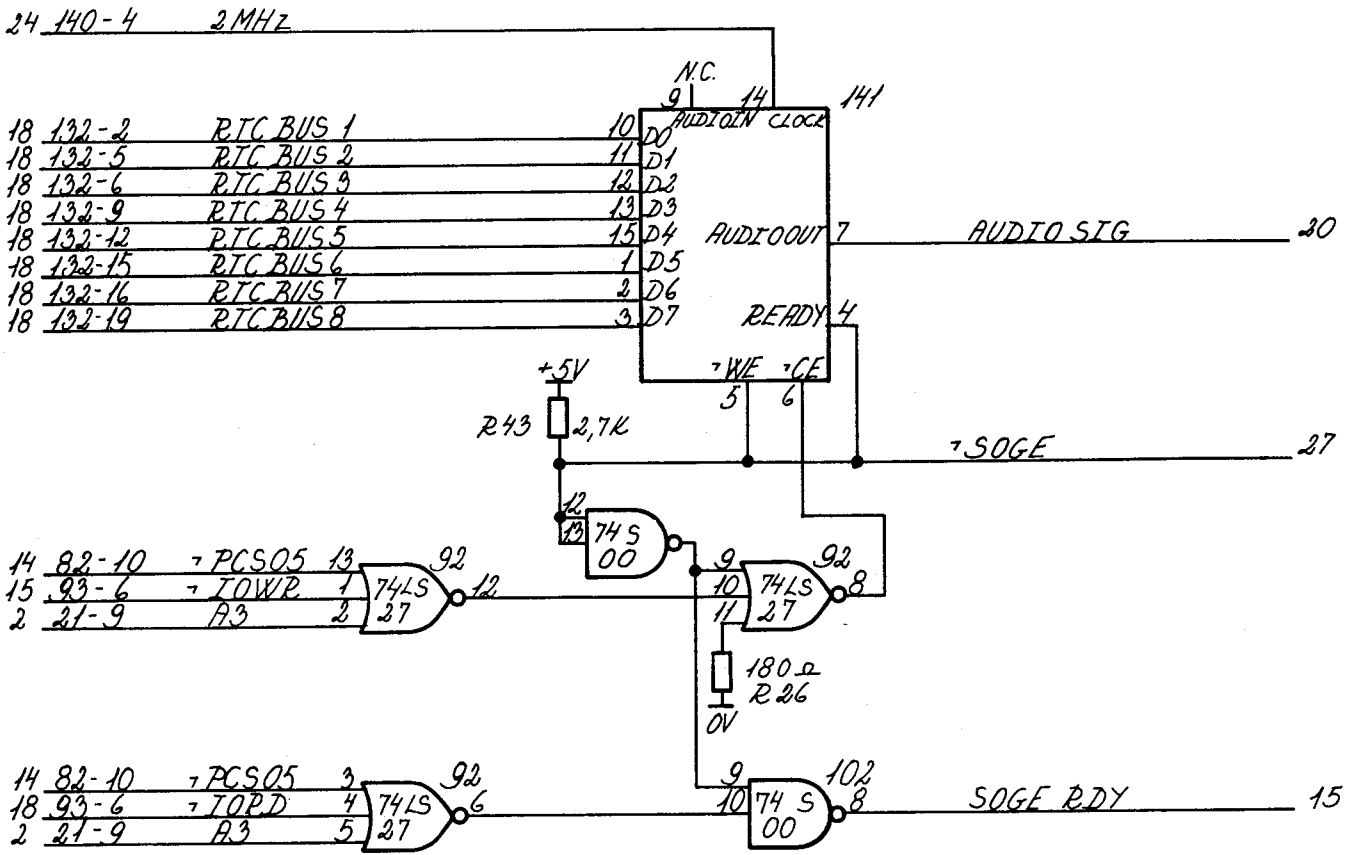 24 140-4 2MHz
N.C.
9 14 141
AUDIOIN CLOCK
18 132-2 RTC BUS 1 10 D0
18 132-5 RTC BUS 2 11 D1
18 132-6 RTC BUS 3 12 D2
18 132-9 RTC BUS 4 13 D3
18 132-12 RTC BUS 5 15 D4 AUDIOOUT 7 AUDIO SIG 20
18 132-15 RTC BUS 6 1 D5
18 132-16 RTC BUS 7 2 D6
18 132-19 RTC BUS 8 3 D7 READY 4
¬WE ¬CE
5 6
+5V
R43 2,7K
¬SOGE 27
12
13 74 S
00
14 82-10 ¬PCS05 13 92
15 93-6 ¬IOWR 1 74LS 12
2 21-9 A3 2 27
9 92
10 74LS 8
11 27
180Ω
R26
0V
14 82-10 ¬PCS05 3 92
18 93-6 ¬IORD 4 74LS 6
2 21-9 A3 5 27
9 102
10 74 S 8 SOGE RDY 15
00